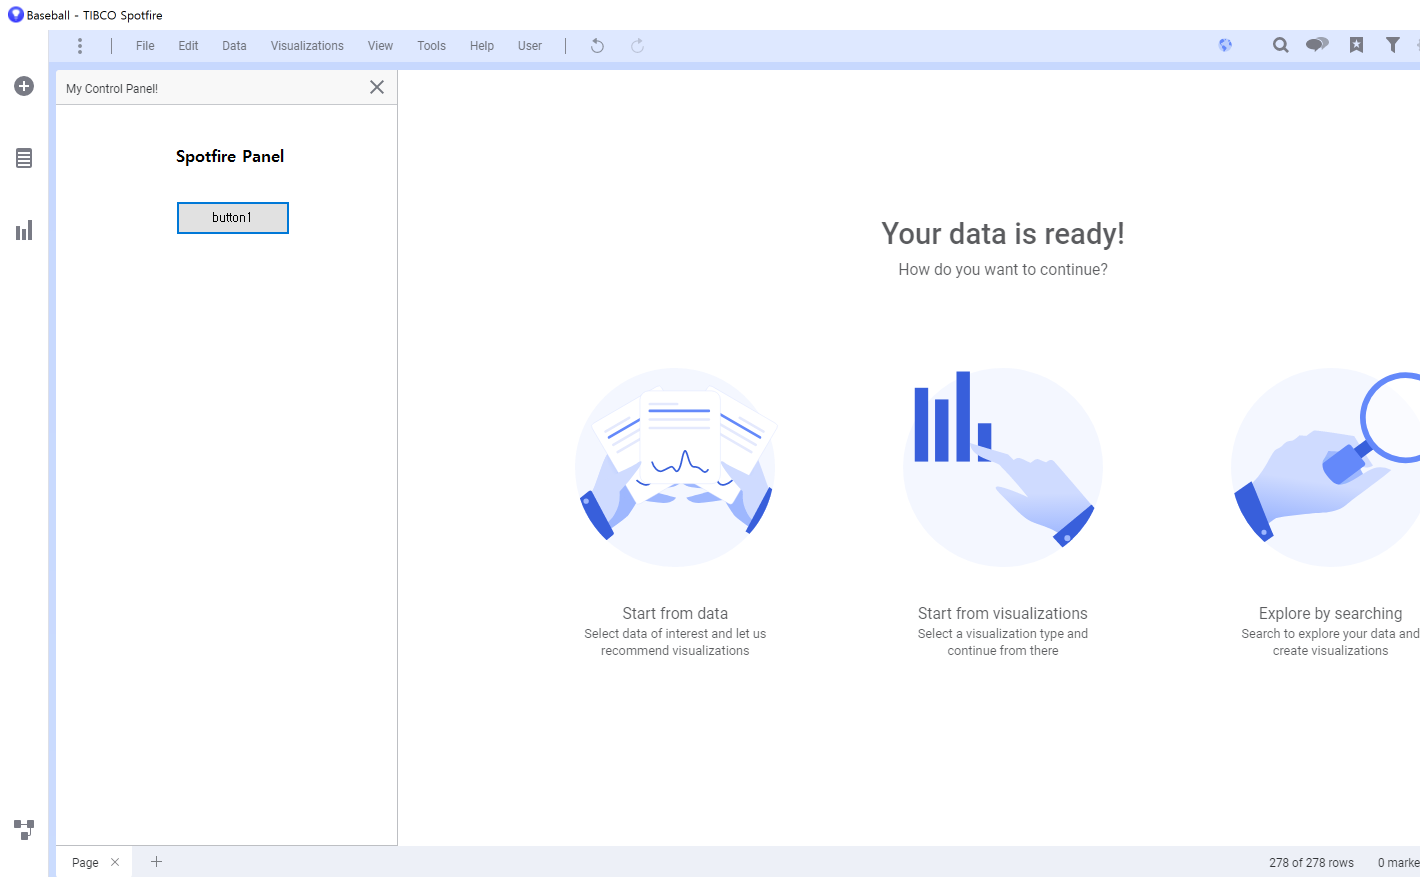 Baseball - TIBCO Spotfire
File Edit Data Visualizations View Tools Help User
My Control Panel!
Spotfire Panel
button1
Your data is ready!
How do you want to continue?
Start from data
Select data of interest and let us
recommend visualizations
Start from visualizations
Select a visualization type and
continue from there
Explore by searching
Search to explore your data and
create visualizations
Page
278 of 278 rows
0 marke